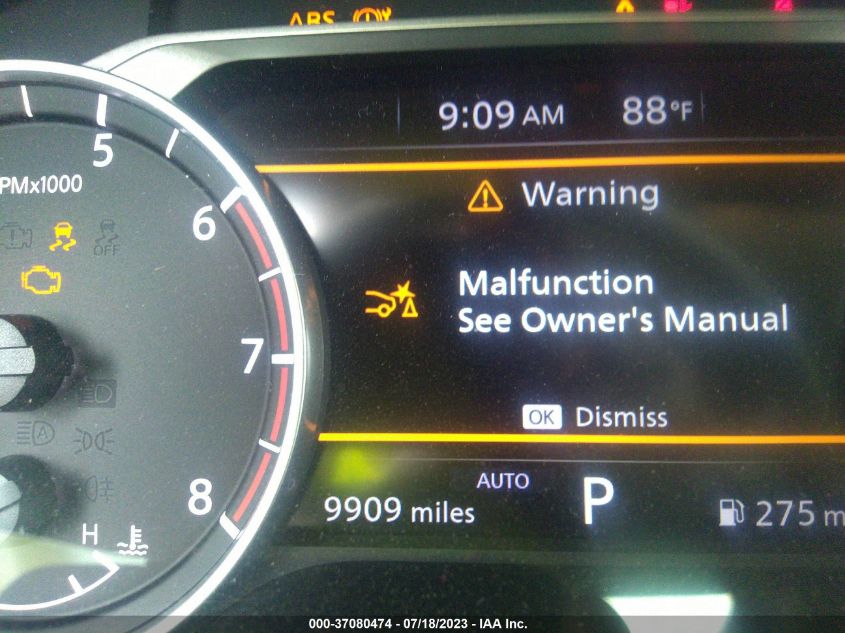 ABS
9:09 AM 88°F
5
PMx1000
Warning
6
OFF
Malfunction
See Owner's Manual
7
A
OK Dismiss
8
AUTO
9909 miles P 275 m
H
000-37080474 - 07/18/2023 - IAA Inc.